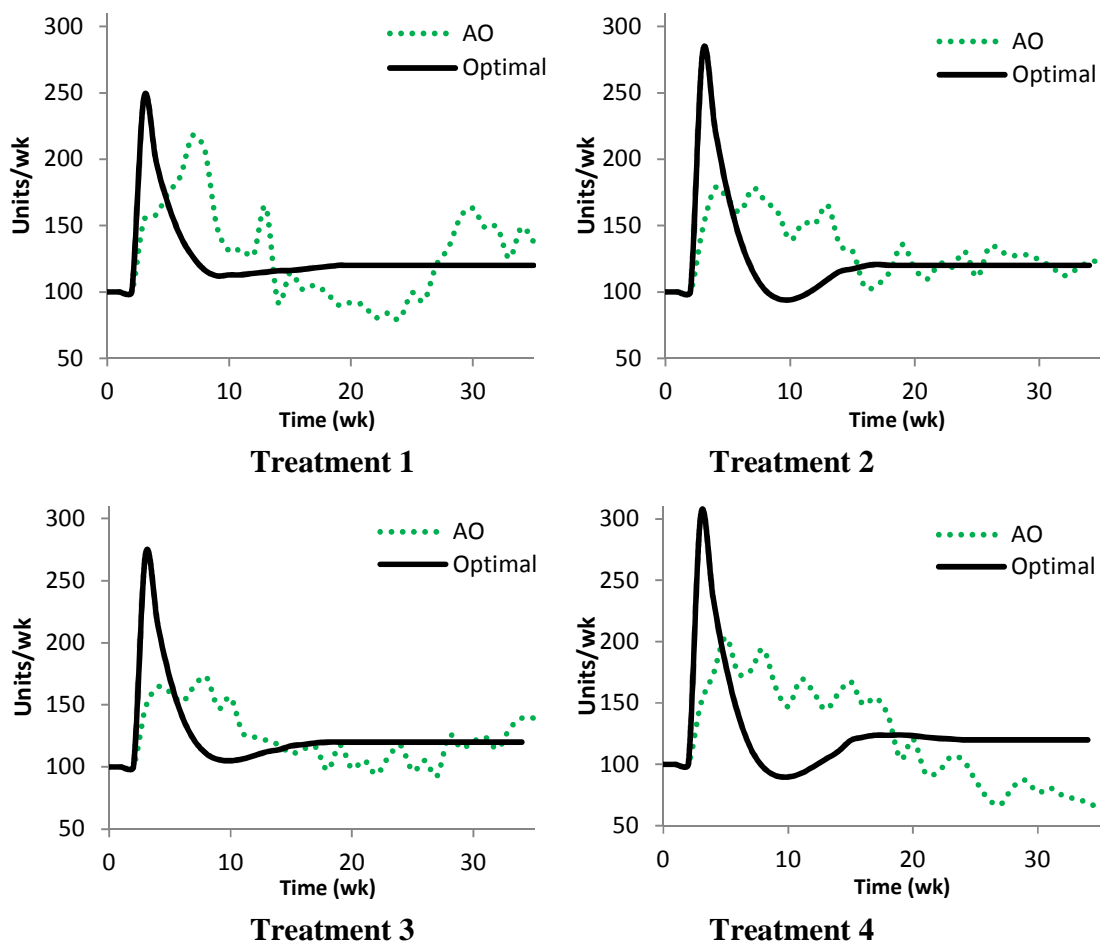 300
250
200
150
100
50
Units/wk
AO
Optimal
0
10
20
30
Time (wk)
Treatment 1
300
250
200
150
100
50
Units/wk
AO
Optimal
0
10
20
30
Time (wk)
Treatment 2
300
250
200
150
100
50
Units/wk
AO
Optimal
0
10
20
30
Time (wk)
Treatment 3
300
250
200
150
100
50
Units/wk
AO
Optimal
0
10
20
30
Time (wk)
Treatment 4